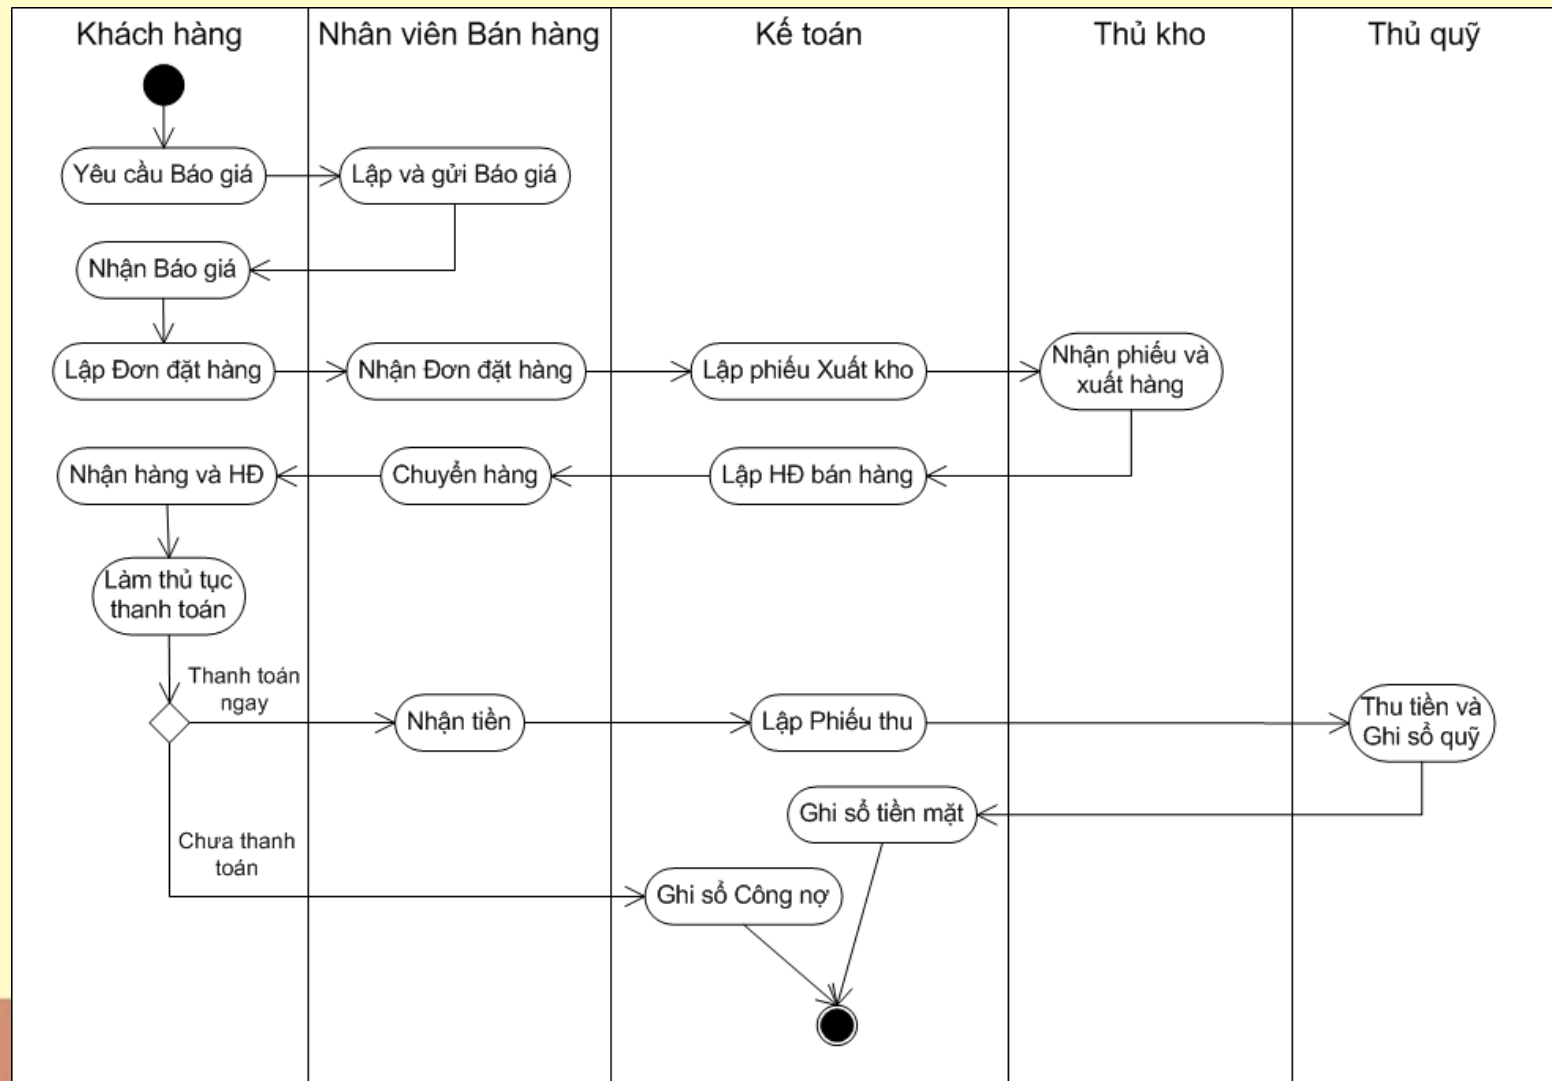 Khách hàng
Nhân viên Bán hàng
Kế toán
Thủ kho
Thủ quỹ
Yêu cầu Báo giá
Lập và gửi Báo giá
Nhận Báo giá
Lập Đơn đặt hàng
Nhận Đơn đặt hàng
Lập phiếu Xuất kho
Nhận phiếu và
xuất hàng
Nhận hàng và HĐ
Chuyển hàng
Lập HĐ bán hàng
Làm thủ tục
thanh toán
Thanh toán
ngay
Nhận tiền
Lập Phiếu thu
Thu tiền và
Ghi sổ quỹ
Ghi sổ tiền mặt
Chưa thanh
toán
Ghi sổ Công nợ